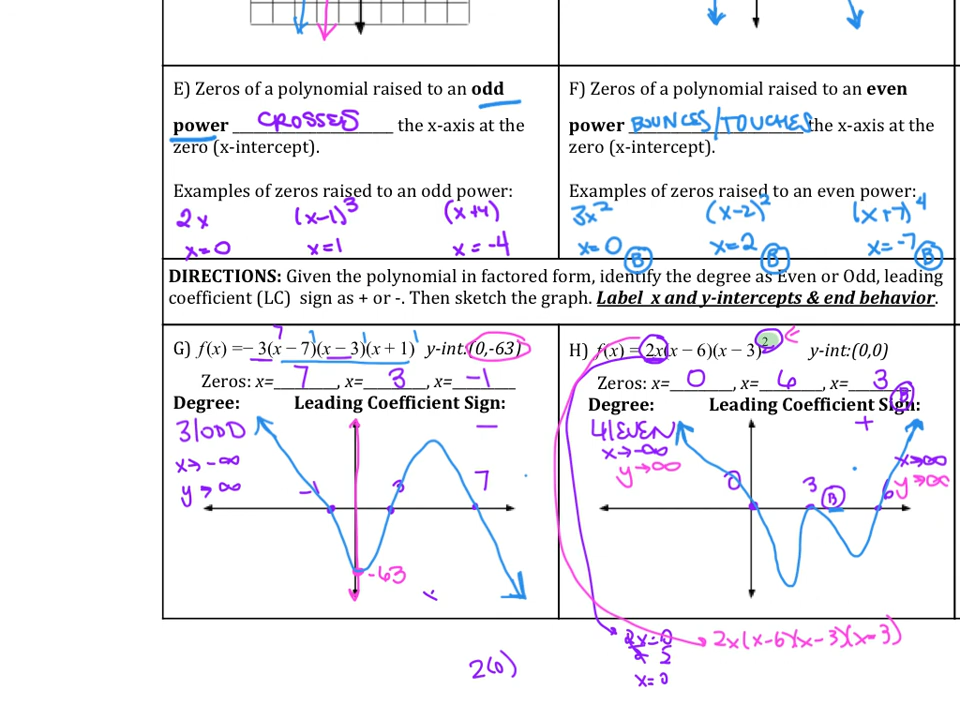 E) Zeros of a polynomial raised to an odd
power CROSSES the x-axis at the
zero (x-intercept).
Examples of zeros raised to an odd power:
2x (x-1)³ (x+4)
x=0 x=1 x=-4
F) Zeros of a polynomial raised to an even
power BOUNCES/TOUCHES the x-axis at the
zero (x-intercept).
Examples of zeros raised to an even power:
3x² (x-2)² (x+7)⁴
x=0 B x=2 B x=-7 B
DIRECTIONS: Given the polynomial in factored form, identify the degree as Even or Odd, leading
coefficient (LC) sign as + or -. Then sketch the graph. Label x and y-intercepts & end behavior.
7 1 1 1
G) f(x) = − 3(x − 7)(x − 3)(x + 1) y-int:(0,-63)
Zeros: x= 7, x= 3, x= -1
Degree: Leading Coefficient Sign:
3/ODD −
x→-∞
y→∞
-1 3 7
-63
H) f(x) = 2x(x − 6)(x − 3)² y-int:(0,0)
Zeros: x= 0, x= 6, x= 3 B
Degree: Leading Coefficient Sign:
4/EVEN +
x→-∞
y→∞
x→∞
y→∞
0 3 B 6
2x=0
2 2
x=0
2x(x-6)(x-3)(x-3)
2(0)